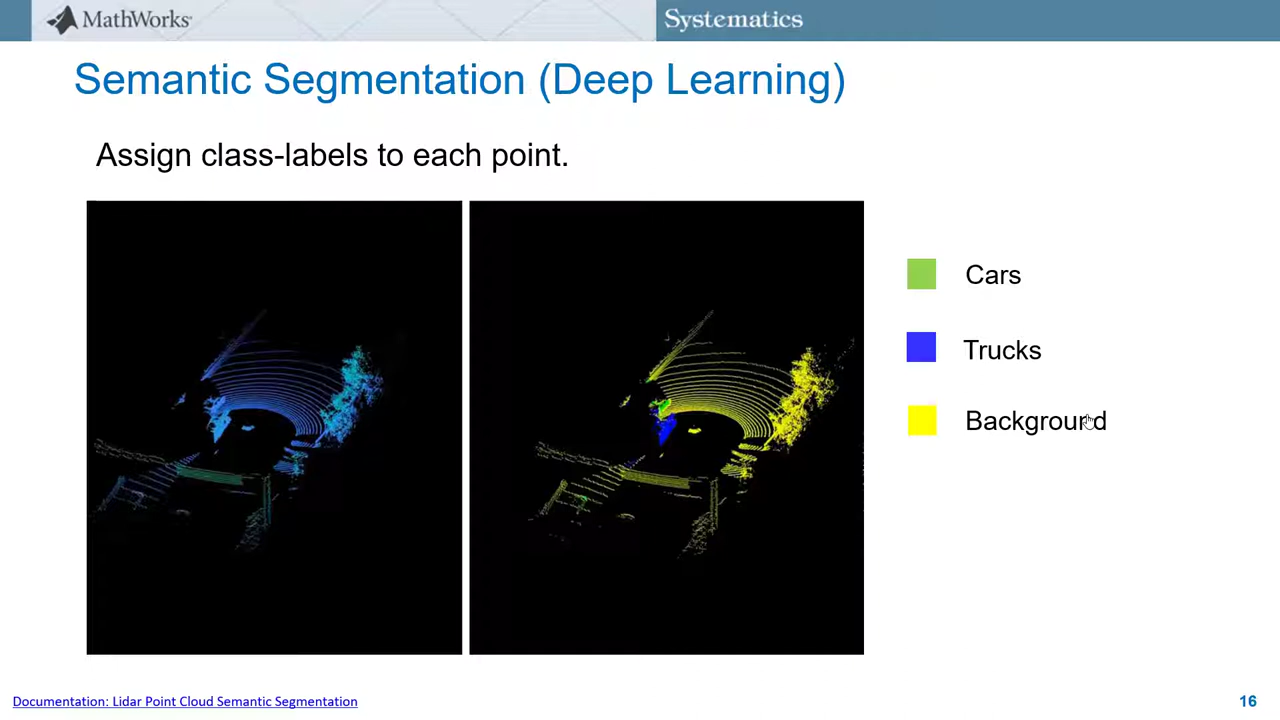 MathWorks
Systematics
Semantic Segmentation (Deep Learning)
Assign class-labels to each point.
Cars
Trucks
Background
Documentation: Lidar Point Cloud Semantic Segmentation
16